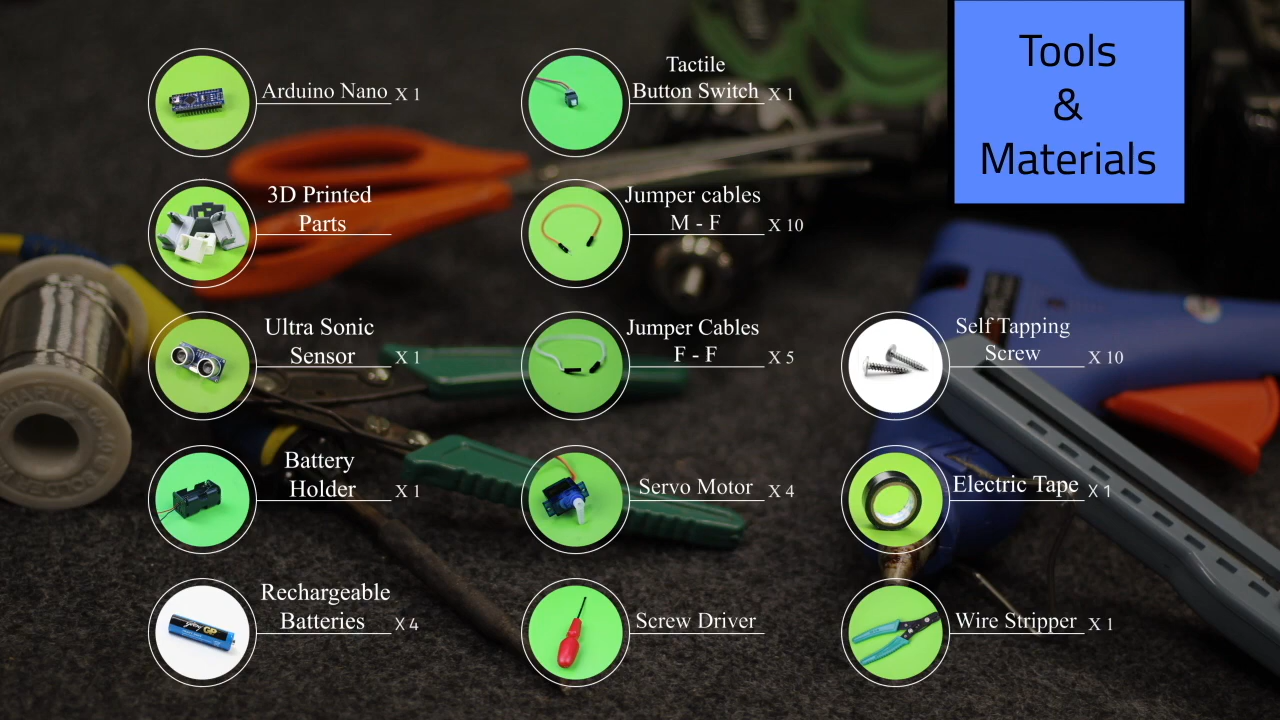 Tools
&
Materials
Arduino Nano X 1
3D Printed
Parts
Ultra Sonic
Sensor X 1
Battery
Holder X 1
Rechargeable
Batteries X 4
Tactile
Button Switch X 1
Jumper cables
M - F X 10
Jumper Cables
F - F X 5
Servo Motor X 4
Screw Driver
Self Tapping
Screw X 10
Electric Tape X 1
Wire Stripper X 1
GP